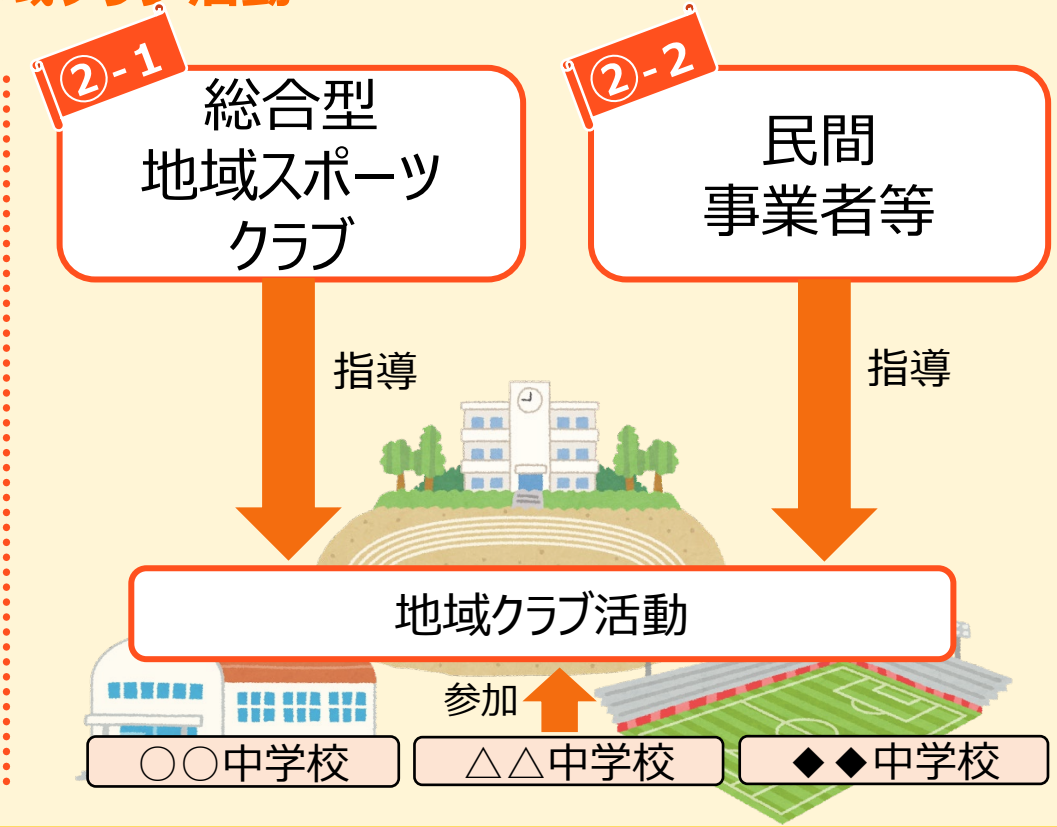 ②-1
総合型
地域スポーツ
クラブ
②-2
民間
事業者等
指導
指導
地域クラブ活動
参加
○○中学校
△△中学校
◆◆中学校